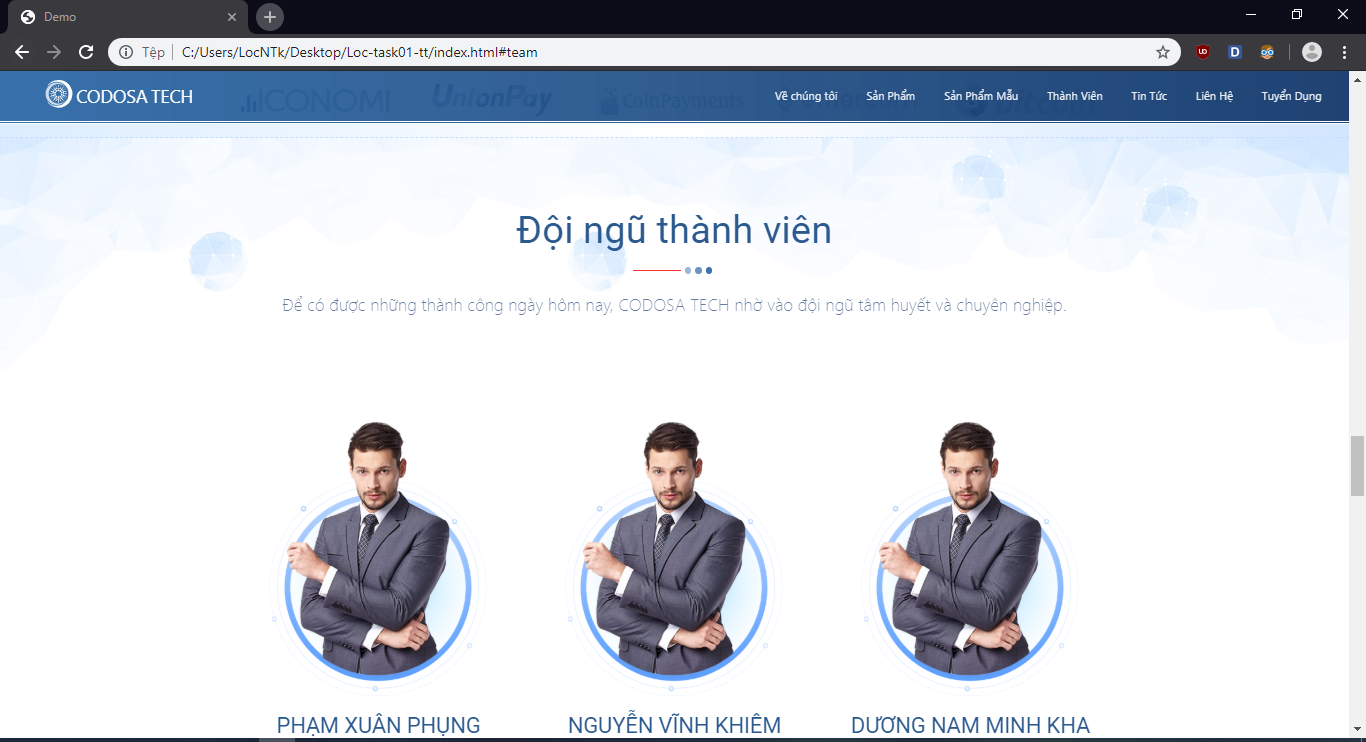 Demo
Tệp
C:/Users/LocNTk/Desktop/Loc-task01-tt/index.html#team
CODOSA TECH
ICONOMI
UnionPay
CoinPayments
Về chúng tôi
Sản Phẩm
Sản Phẩm Mẫu
Thành Viên
Tin Tức
Liên Hệ
Tuyển Dụng
Đội ngũ thành viên
Để có được những thành công ngày hôm nay, CODOSA TECH nhờ vào đội ngũ tâm huyết và chuyên nghiệp.
PHẠM XUÂN PHỤNG
NGUYỄN VĨNH KHIÊM
DƯƠNG NAM MINH KHA